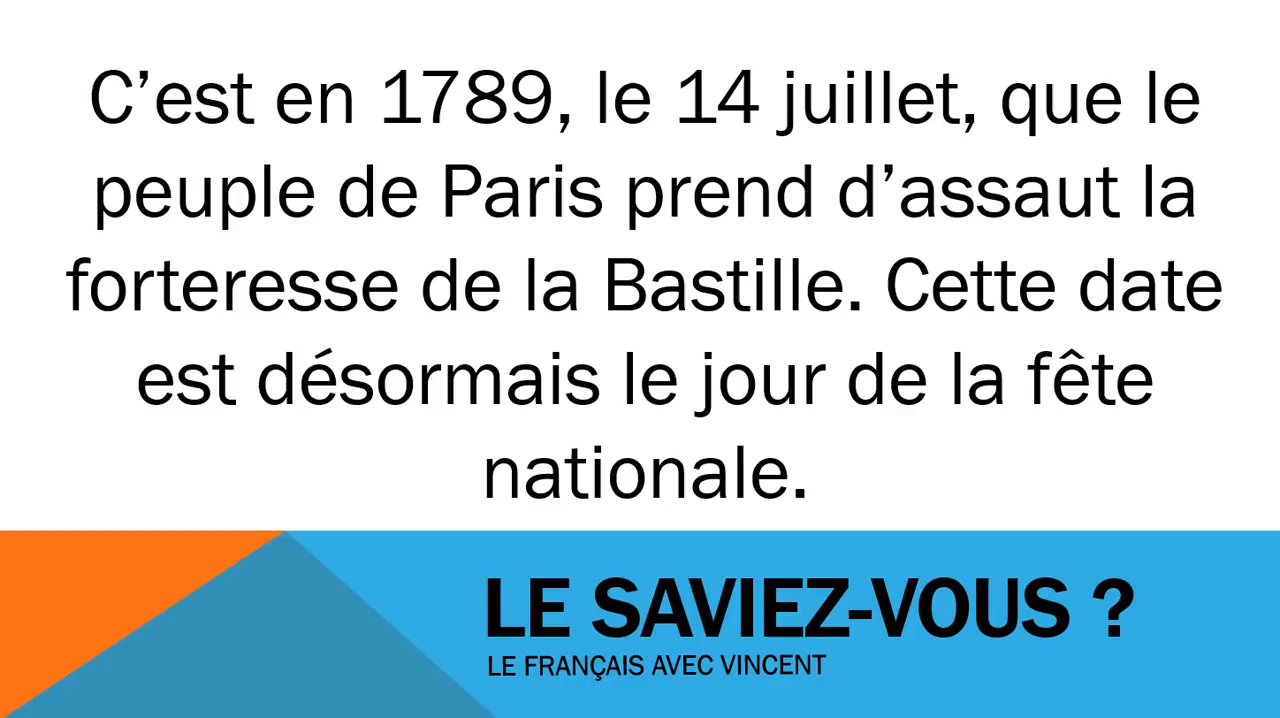 C’est en 1789, le 14 juillet, que le
peuple de Paris prend d’assaut la
forteresse de la Bastille. Cette date
est désormais le jour de la fête
nationale.
LE SAVIEZ-VOUS ?
LE FRANÇAIS AVEC VINCENT